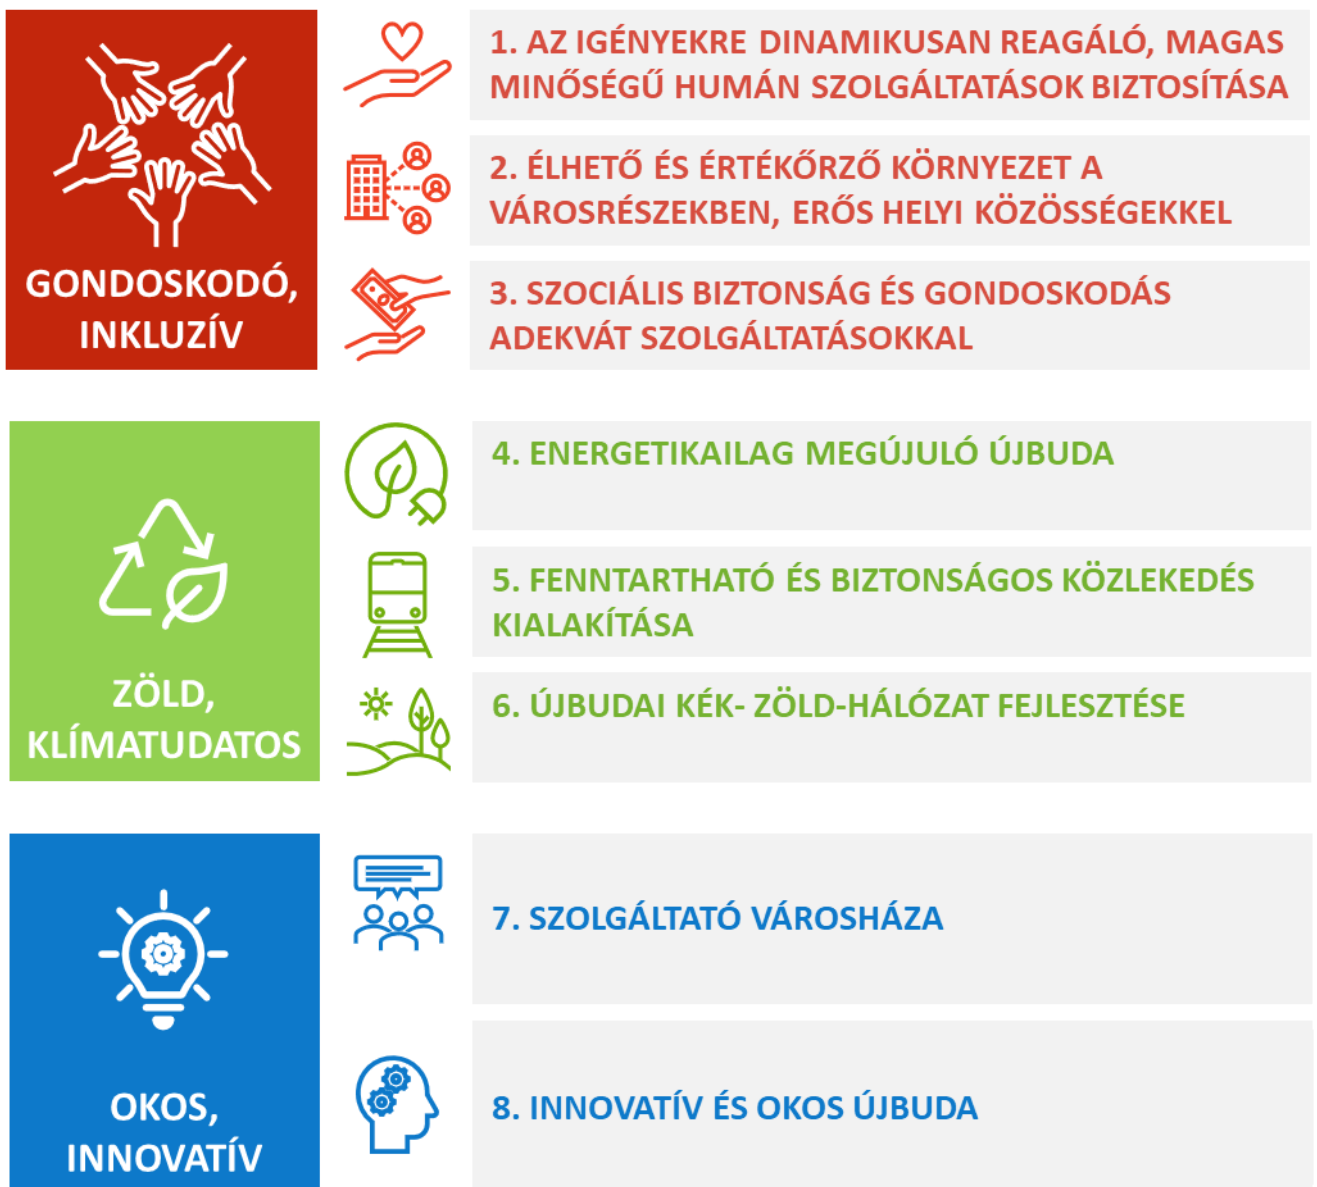 GONDOSKODÓ,
INKLUZÍV
1. AZ IGÉNYEKRE DINAMIKUSAN REAGÁLÓ, MAGAS
MINŐSÉGŰ HUMÁN SZOLGÁLTATÁSOK BIZTOSÍTÁSA
2. ÉLHETŐ ÉS ÉRTÉKŐRZŐ KÖRNYEZET A
VÁROSRÉSZEKBEN, ERŐS HELYI KÖZÖSSÉGEKKEL
3. SZOCIÁLIS BIZTONSÁG ÉS GONDOSKODÁS
ADEKVÁT SZOLGÁLTATÁSOKKAL
ZÖLD,
KLÍMATUDATOS
4. ENERGETIKAILAG MEGÚJULÓ ÚJBUDA
5. FENNTARTHATÓ ÉS BIZTONSÁGOS KÖZLEKEDÉS
KIALAKÍTÁSA
6. ÚJBUDAI KÉK- ZÖLD-HÁLÓZAT FEJLESZTÉSE
OKOS,
INNOVATÍV
7. SZOLGÁLTATÓ VÁROSHÁZA
8. INNOVATÍV ÉS OKOS ÚJBUDA